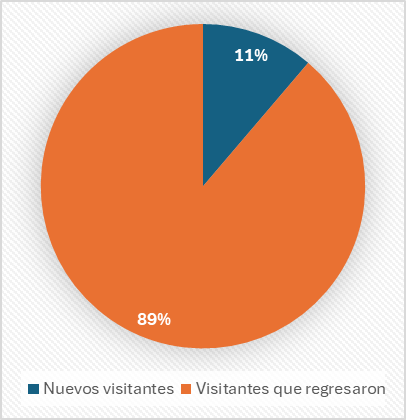 11%
89%
Nuevos visitantes
Visitantes que regresaron